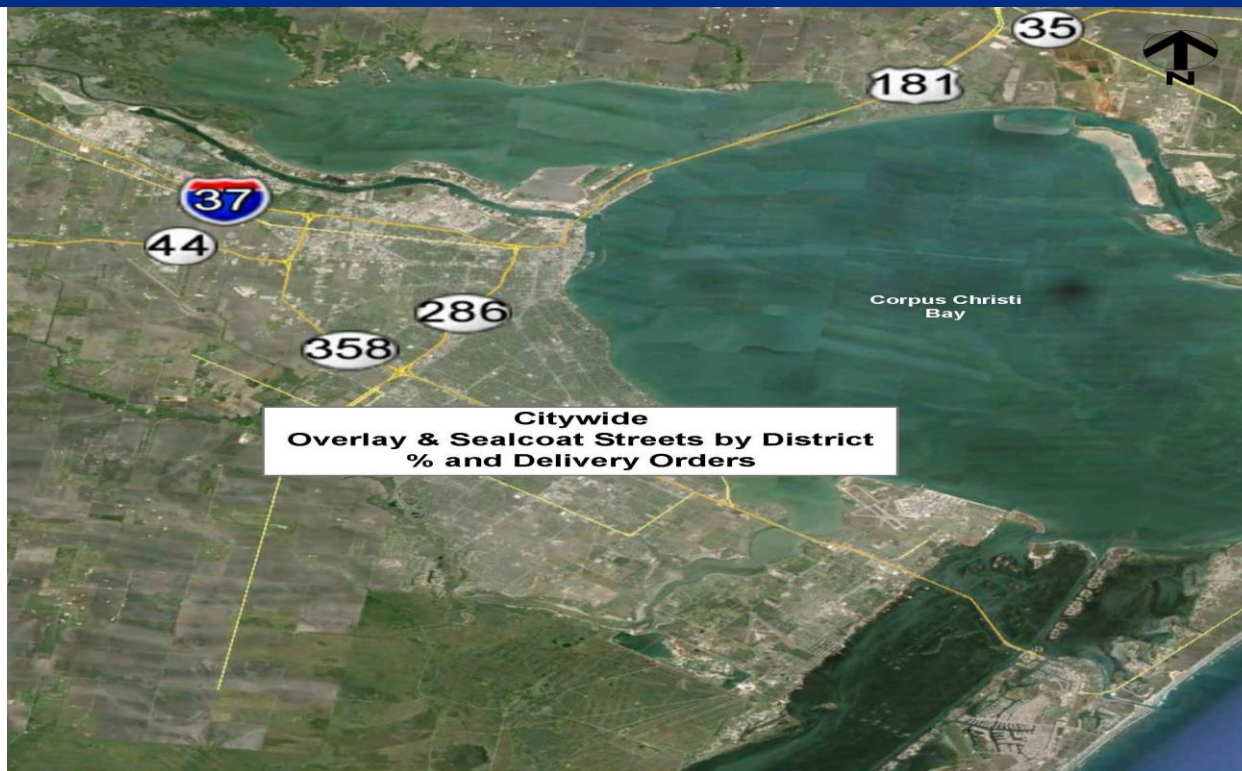 35
181
N
37
44
286
358
Corpus Christi
Bay
Citywide
Overlay & Sealcoat Streets by District
% and Delivery Orders